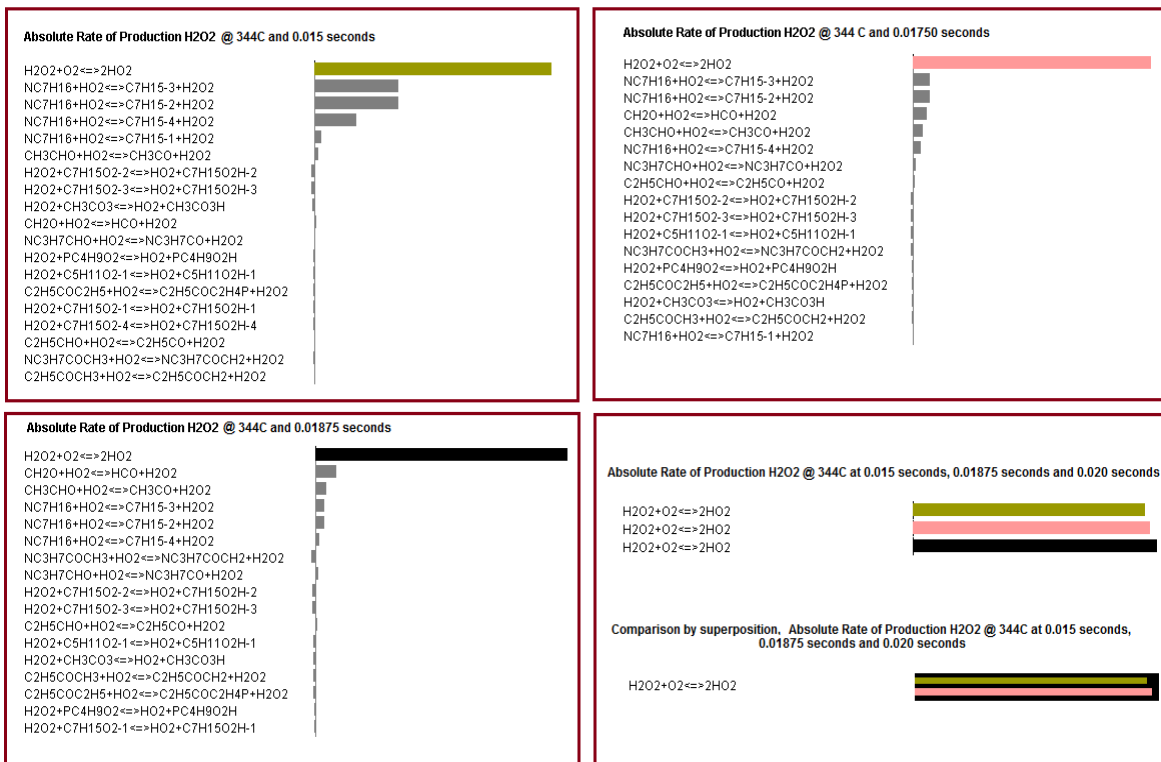 Absolute Rate of Production H2O2 @ 344C and 0.015 seconds
H2O2+O2<=>2HO2
NC7H16+HO2<=>C7H15-3+H2O2
NC7H16+HO2<=>C7H15-2+H2O2
NC7H16+HO2<=>C7H15-4+H2O2
NC7H16+HO2<=>C7H15-1+H2O2
CH3CHO+HO2<=>CH3CO+H2O2
H2O2+C7H15O2-2<=>HO2+C7H15O2H-2
H2O2+C7H15O2-3<=>HO2+C7H15O2H-3
H2O2+CH3CO3<=>HO2+CH3CO3H
CH2O+HO2<=>HCO+H2O2
NC3H7CHO+HO2<=>NC3H7CO+H2O2
H2O2+PC4H9O2<=>HO2+PC4H9O2H
H2O2+C5H11O2-1<=>HO2+C5H11O2H-1
C2H5COC2H5+HO2<=>C2H5COC2H4P+H2O2
H2O2+C7H15O2-1<=>HO2+C7H15O2H-1
H2O2+C7H15O2-4<=>HO2+C7H15O2H-4
C2H5CHO+HO2<=>C2H5CO+H2O2
NC3H7COCH3+HO2<=>NC3H7COCH2+H2O2
C2H5COCH3+HO2<=>C2H5COCH2+H2O2
Absolute Rate of Production H2O2 @ 344 C and 0.01750 seconds
H2O2+O2<=>2HO2
NC7H16+HO2<=>C7H15-3+H2O2
NC7H16+HO2<=>C7H15-2+H2O2
CH2O+HO2<=>HCO+H2O2
CH3CHO+HO2<=>CH3CO+H2O2
NC7H16+HO2<=>C7H15-4+H2O2
NC3H7CHO+HO2<=>NC3H7CO+H2O2
C2H5CHO+HO2<=>C2H5CO+H2O2
H2O2+C7H15O2-2<=>HO2+C7H15O2H-2
H2O2+C7H15O2-3<=>HO2+C7H15O2H-3
H2O2+C5H11O2-1<=>HO2+C5H11O2H-1
NC3H7COCH3+HO2<=>NC3H7COCH2+H2O2
H2O2+PC4H9O2<=>HO2+PC4H9O2H
C2H5COC2H5+HO2<=>C2H5COC2H4P+H2O2
H2O2+CH3CO3<=>HO2+CH3CO3H
C2H5COCH3+HO2<=>C2H5COCH2+H2O2
NC7H16+HO2<=>C7H15-1+H2O2
Absolute Rate of Production H2O2 @ 344C and 0.01875 seconds
H2O2+O2<=>2HO2
CH2O+HO2<=>HCO+H2O2
CH3CHO+HO2<=>CH3CO+H2O2
NC7H16+HO2<=>C7H15-3+H2O2
NC7H16+HO2<=>C7H15-2+H2O2
NC7H16+HO2<=>C7H15-4+H2O2
NC3H7COCH3+HO2<=>NC3H7COCH2+H2O2
NC3H7CHO+HO2<=>NC3H7CO+H2O2
H2O2+C7H15O2-2<=>HO2+C7H15O2H-2
H2O2+C7H15O2-3<=>HO2+C7H15O2H-3
C2H5CHO+HO2<=>C2H5CO+H2O2
H2O2+C5H11O2-1<=>HO2+C5H11O2H-1
H2O2+CH3CO3<=>HO2+CH3CO3H
C2H5COCH3+HO2<=>C2H5COCH2+H2O2
C2H5COC2H5+HO2<=>C2H5COC2H4P+H2O2
H2O2+PC4H9O2<=>HO2+PC4H9O2H
H2O2+C7H15O2-1<=>HO2+C7H15O2H-1
Absolute Rate of Production H2O2 @ 344C at 0.015 seconds, 0.01875 seconds and 0.020 seconds
H2O2+O2<=>2HO2
H2O2+O2<=>2HO2
H2O2+O2<=>2HO2
Comparison by superposition, Absolute Rate of Production H2O2 @ 344C at 0.015 seconds,
0.01875 seconds and 0.020 seconds
H2O2+O2<=>2HO2